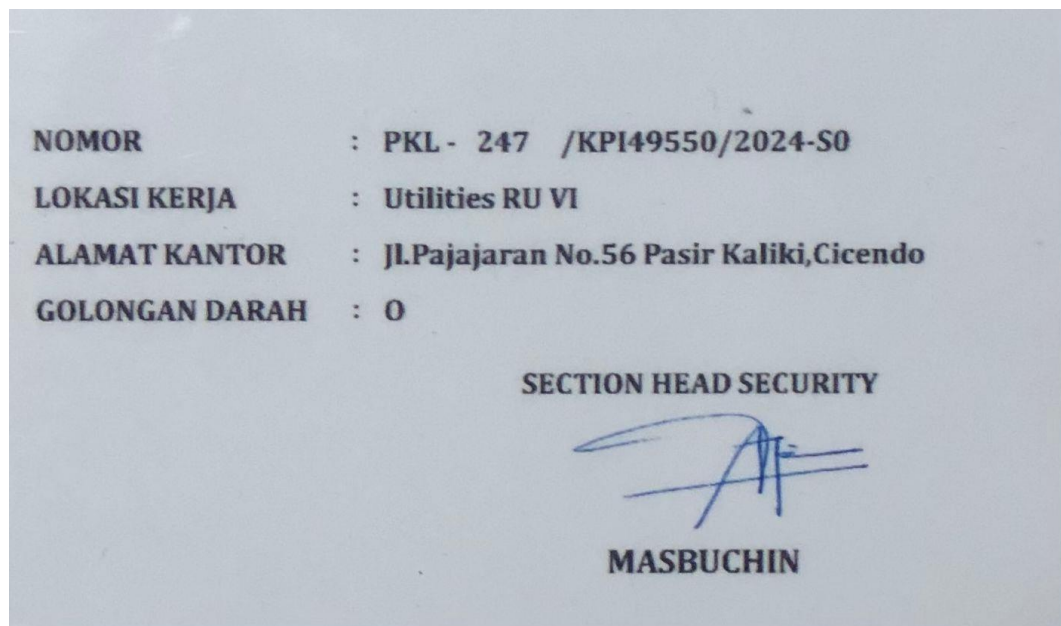 NOMOR : PKL - 247 /KPI49550/2024-S0
LOKASI KERJA : Utilities RU VI
ALAMAT KANTOR : Jl.Pajajaran No.56 Pasir Kaliki,Cicendo
GOLONGAN DARAH : O
SECTION HEAD SECURITY
MASBUCHIN